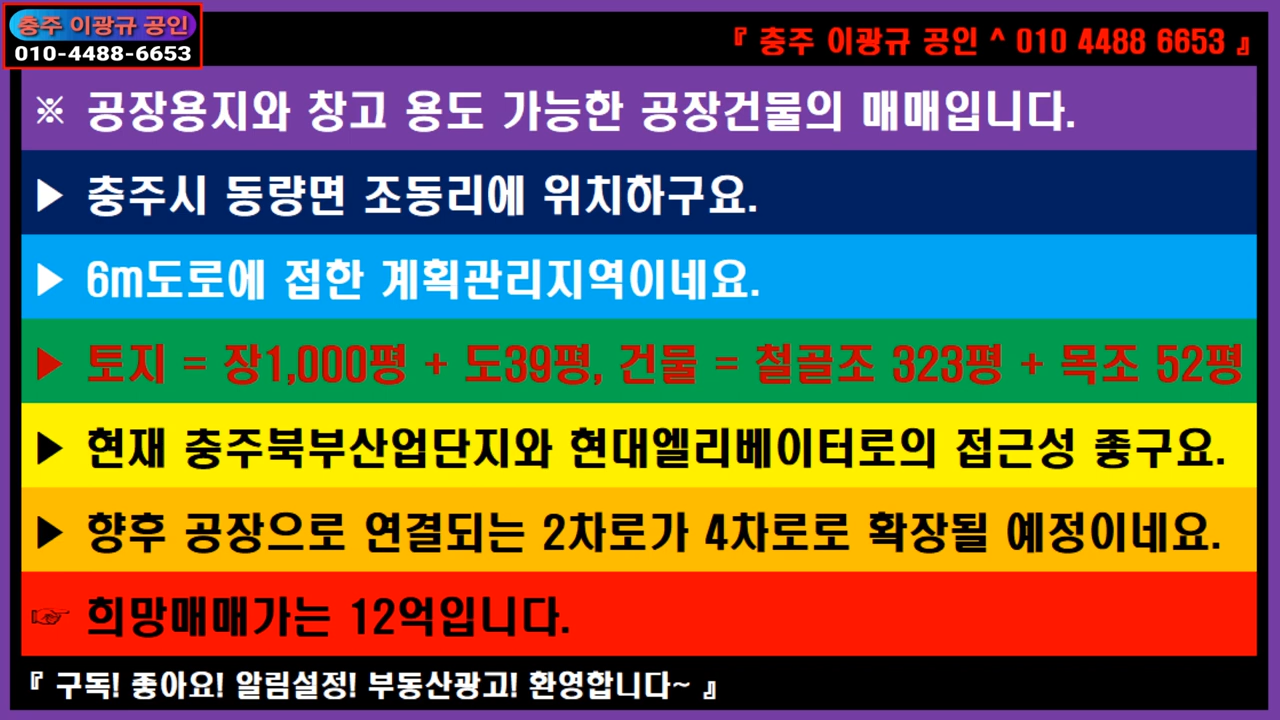 충주 이광규 공인
010-4488-6653
『 충주 이광규 공인 ^ 010 4488 6653 』
※ 공장용지와 창고 용도 가능한 공장건물의 매매입니다.
▶ 충주시 동량면 조동리에 위치하구요.
▶ 6m도로에 접한 계획관리지역이네요.
▶ 토지 = 장1,000평 + 도39평, 건물 = 철골조 323평 + 목조 52평
▶ 현재 충주북부산업단지와 현대엘리베이터로의 접근성 좋구요.
▶ 향후 공장으로 연결되는 2차로가 4차로로 확장될 예정이네요.
☞ 희망매매가는 12억입니다.
『 구독! 좋아요! 알림설정! 부동산광고! 환영합니다~ 』